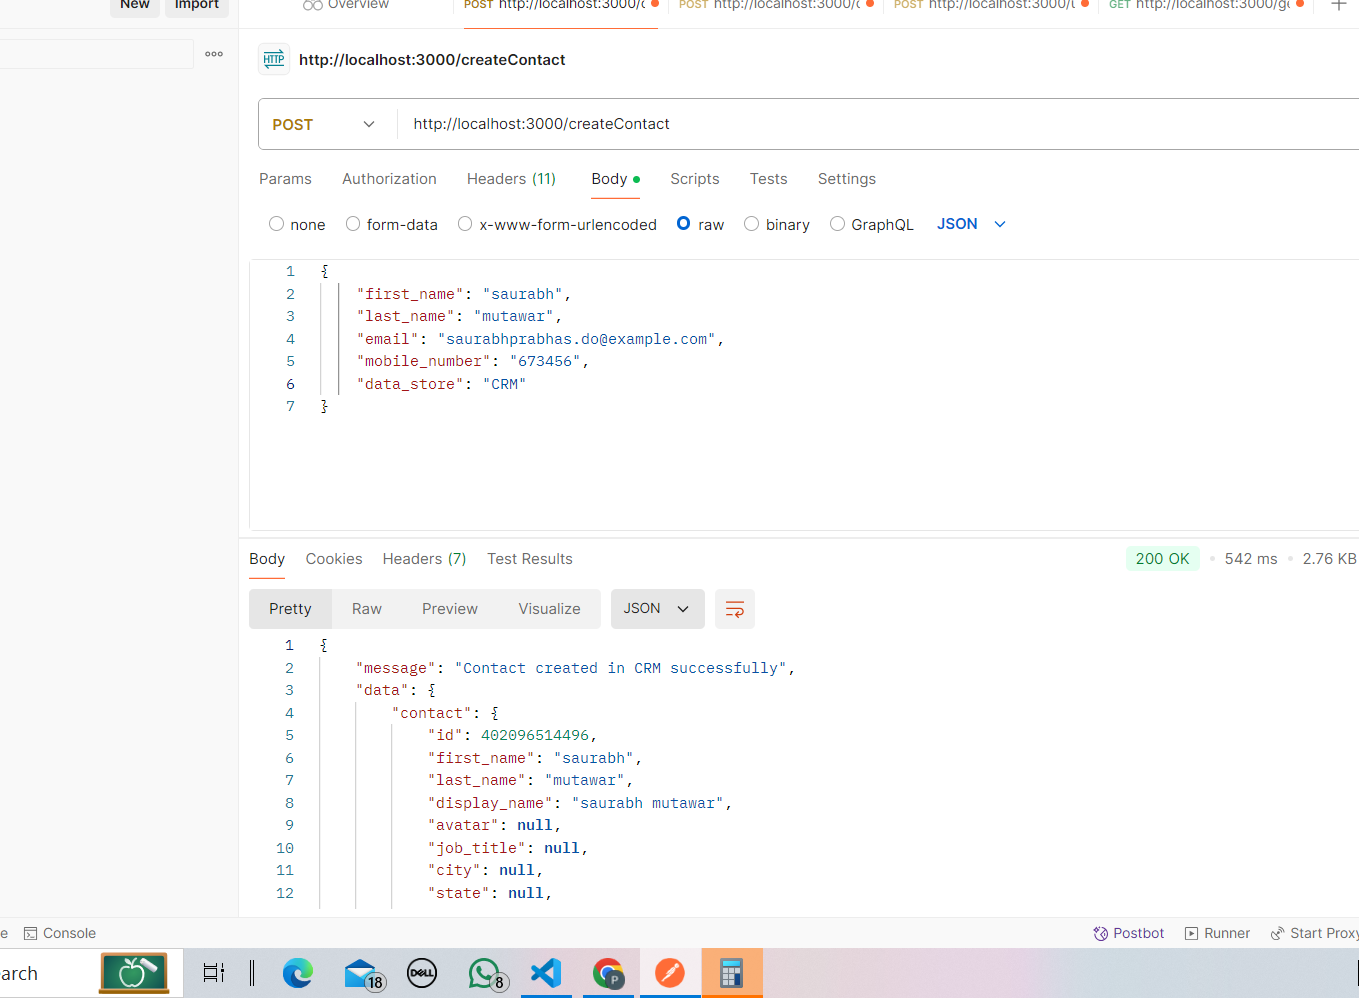 New Import Overview POST http://localhost:3000/c POST http://localhost:3000/c POST http://localhost:3000/u GET http://localhost:3000/ge
HTTP http://localhost:3000/createContact
POST http://localhost:3000/createContact
Params Authorization Headers (11) Body Scripts Tests Settings
none form-data x-www-form-urlencoded raw binary GraphQL JSON
1 {
2 "first_name": "saurabh",
3 "last_name": "mutawar",
4 "email": "saurabhprabhas.do@example.com",
5 "mobile_number": "673456",
6 "data_store": "CRM"
7 }
Body Cookies Headers (7) Test Results 200 OK 542 ms 2.76 KB
Pretty Raw Preview Visualize JSON
1 {
2 "message": "Contact created in CRM successfully",
3 "data": {
4 "contact": {
5 "id": 402096514496,
6 "first_name": "saurabh",
7 "last_name": "mutawar",
8 "display_name": "saurabh mutawar",
9 "avatar": null,
10 "job_title": null,
11 "city": null,
12 "state": null,
e Console Postbot Runner Start Proxy
earch 18 DELL 8 P